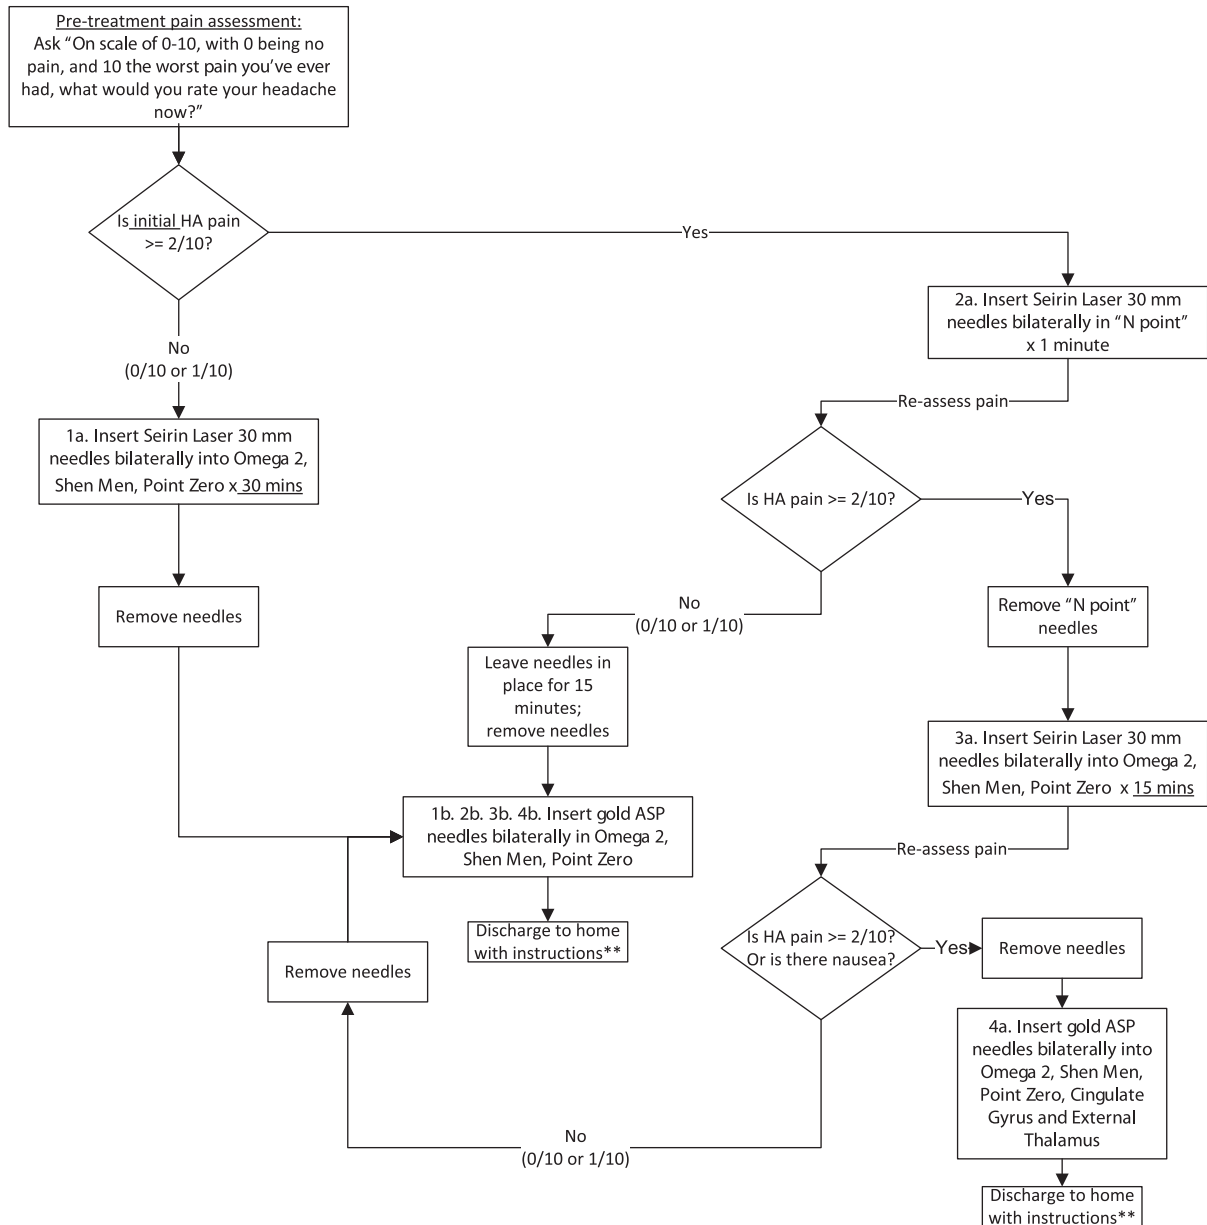 Pre-treatment pain assessment:
Ask “On scale of 0-10, with 0 being no
pain, and 10 the worst pain you’ve ever
had, what would you rate your headache
now?”
Is initial HA pain
>= 2/10?
Yes
No
(0/10 or 1/10)
1a. Insert Seirin Laser 30 mm
needles bilaterally into Omega 2,
Shen Men, Point Zero x 30 mins
Remove needles
2a. Insert Seirin Laser 30 mm
needles bilaterally in “N point”
x 1 minute
Re-assess pain
Is HA pain >= 2/10?
Yes
No
(0/10 or 1/10)
Leave needles in
place for 15
minutes;
remove needles
1b. 2b. 3b. 4b. Insert gold ASP
needles bilaterally in Omega 2,
Shen Men, Point Zero
Discharge to home
with instructions**
Remove “N point”
needles
3a. Insert Seirin Laser 30 mm
needles bilaterally into Omega 2,
Shen Men, Point Zero x 15 mins
Re-assess pain
Is HA pain >= 2/10?
Or is there nausea?
Yes
Remove needles
4a. Insert gold ASP
needles bilaterally into
Omega 2, Shen Men,
Point Zero, Cingulate
Gyrus and External
Thalamus
Discharge to home
with instructions**
No
(0/10 or 1/10)
Remove needles